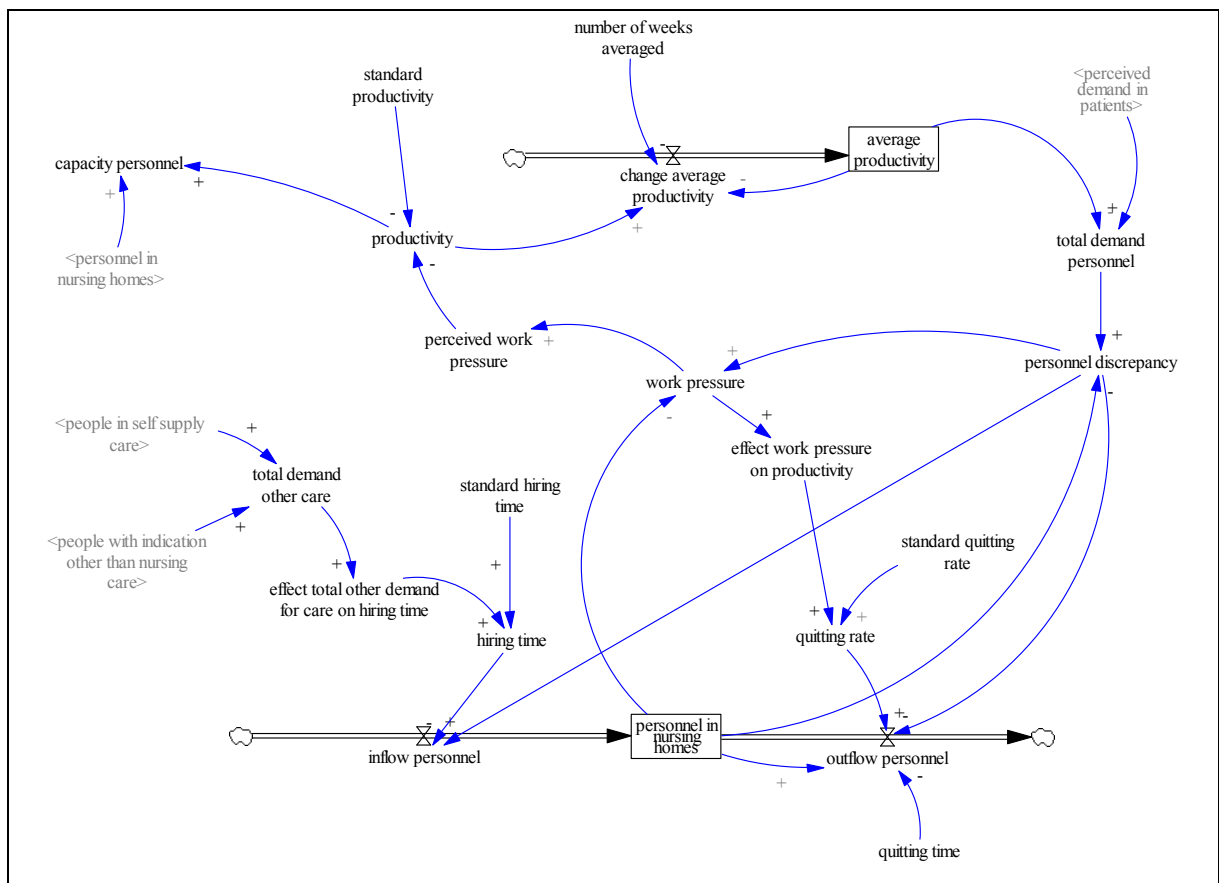 number of weeks
averaged
standard
productivity
<perceived
demand in
patients>
capacity personnel
average
productivity
change average
productivity
productivity
<personnel in
nursing homes>
total demand
personnel
perceived work
pressure
work pressure
personnel discrepancy
<people in self supply
care>
effect work pressure
on productivity
total demand
other care
standard hiring
time
<people with indication
other than nursing
care>
standard quitting
rate
effect total other demand
for care on hiring time
hiring time
quitting rate
personnel in
nursing
homes
inflow personnel
outflow personnel
quitting time